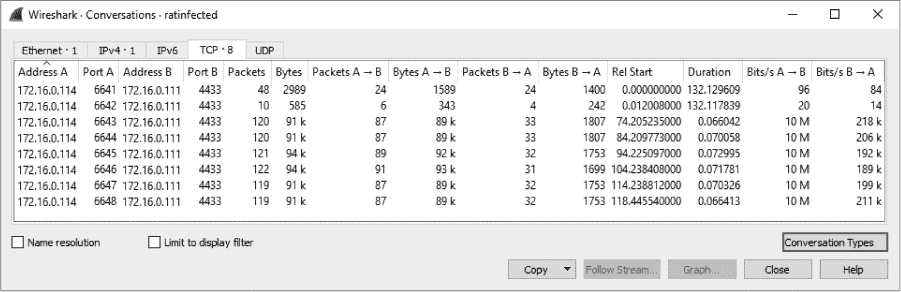 Wireshark · Conversations · ratinfected
Ethernet · 1 IPv4 · 1 IPv6 TCP · 8 UDP
Address A Port A Address B Port B Packets Bytes Packets A → B Bytes A → B Packets B → A Bytes B → A Rel Start Duration Bits/s A → B Bits/s B → A
172.16.0.114 6641 172.16.0.111 4433 48 2989 24 1589 24 1400 0.000000000 132.129609 96 84
172.16.0.114 6642 172.16.0.111 4433 10 585 6 343 4 242 0.012008000 132.117839 20 14
172.16.0.114 6643 172.16.0.111 4433 120 91 k 87 89 k 33 1807 74.205235000 0.066042 10 M 218 k
172.16.0.114 6644 172.16.0.111 4433 120 91 k 87 89 k 33 1807 84.209773000 0.070058 10 M 206 k
172.16.0.114 6645 172.16.0.111 4433 121 94 k 89 92 k 32 1753 94.225097000 0.072995 10 M 192 k
172.16.0.114 6646 172.16.0.111 4433 122 94 k 91 93 k 31 1699 104.238408000 0.071781 10 M 189 k
172.16.0.114 6647 172.16.0.111 4433 119 91 k 87 89 k 32 1753 114.238812000 0.070326 10 M 199 k
172.16.0.114 6648 172.16.0.111 4433 119 91 k 87 89 k 32 1753 118.445540000 0.066413 10 M 211 k
Name resolution Limit to display filter Conversation Types
Copy Follow Stream... Graph... Close Help